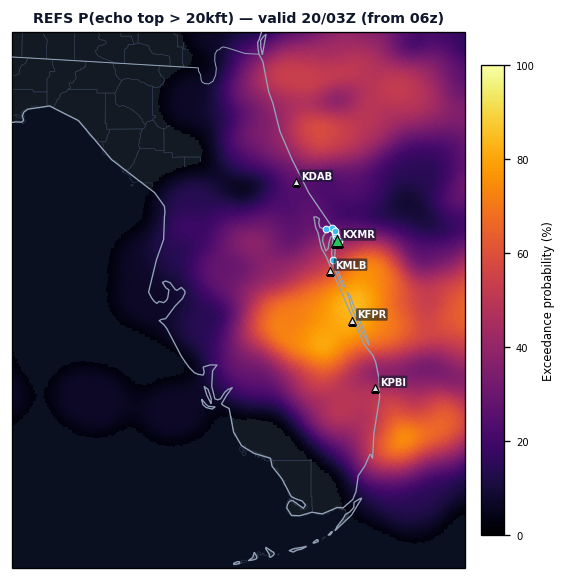 REFS P(echo top > 20kft) — valid 20/03Z (from 06z)
KDAB
KXMR
KMLB
KFPR
KPBI
100
80
60
40
20
0
Exceedance probability (%)